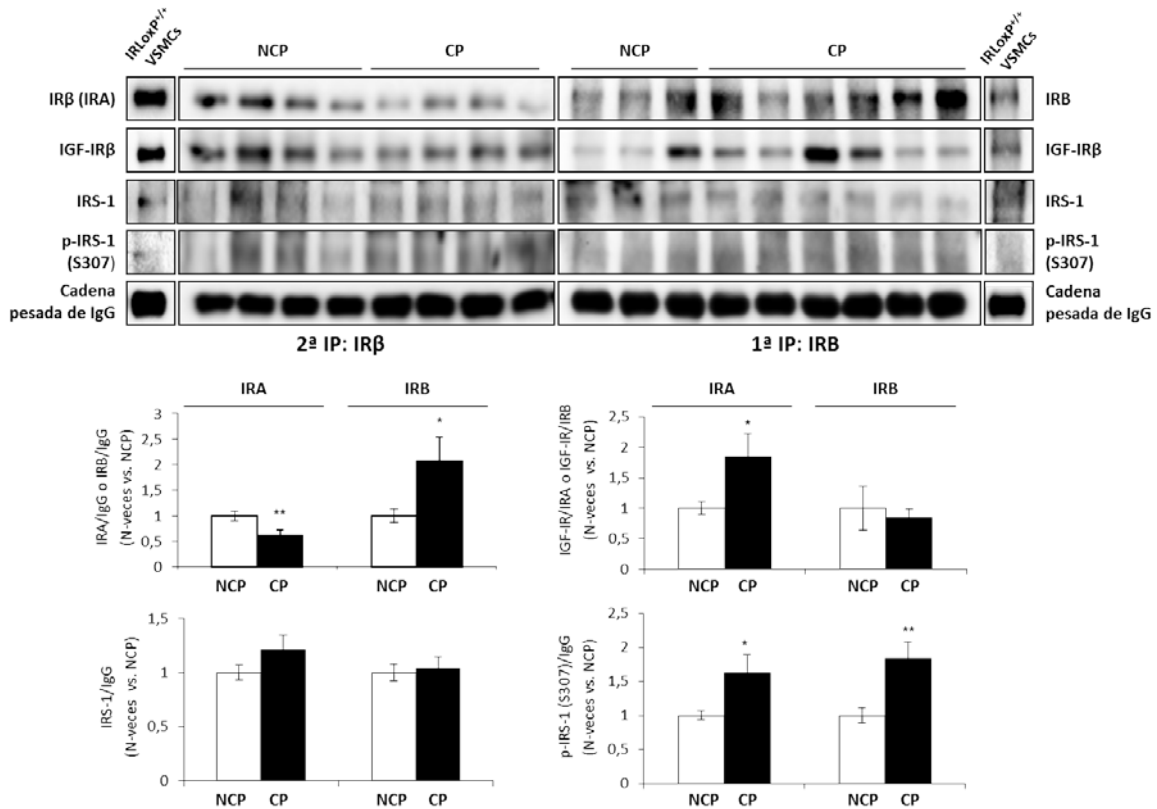 IRLoxP+/+
VSMCs
NCP
CP
NCP
CP
IRLoxP+/+
VSMCs
IRβ (IRA)
IRB
IGF-IRβ
IGF-IRβ
IRS-1
IRS-1
p-IRS-1
(S307)
p-IRS-1
(S307)
Cadena
pesada de IgG
Cadena
pesada de IgG
2ª IP: IRβ
1ª IP: IRB
IRA
IRB
IRA/IgG o IRB/IgG
(N-veces vs. NCP)
3
2,5
2
1,5
1
0,5
0
**
*
NCP
CP
NCP
CP
IRA
IRB
IGF-IR/IRA o IGF-IR/IRB
(N-veces vs. NCP)
2,5
2
1,5
1
0,5
0
*
NCP
CP
NCP
CP
IRS-1/IgG
(N-veces vs. NCP)
1,5
1
0,5
0
NCP
CP
NCP
CP
p-IRS-1 (S307)/IgG
(N-veces vs. NCP)
2,5
2
1,5
1
0,5
0
*
**
NCP
CP
NCP
CP